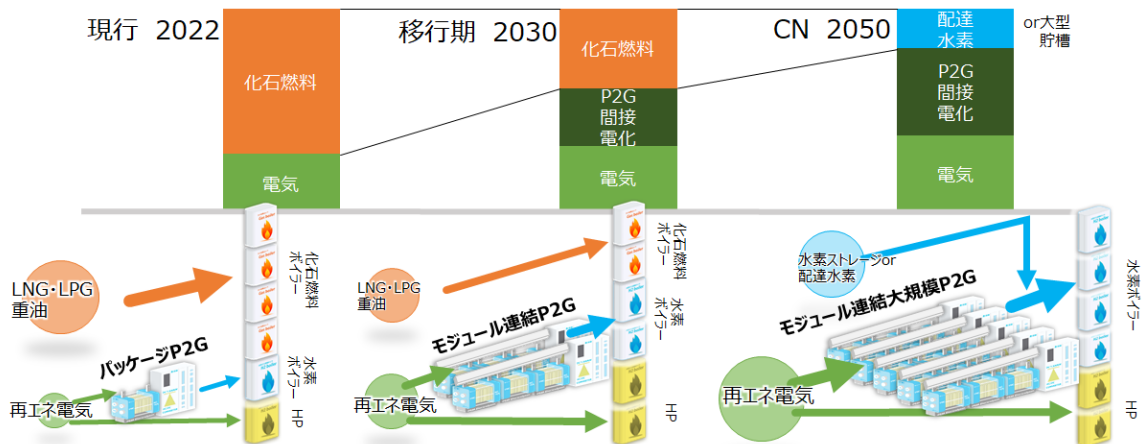 現行 2022
化石燃料
電気
移行期 2030
化石燃料
P2G
間接
電化
電気
CN 2050
配達
水素
P2G
間接
電化
電気
or大型
貯槽
LNG・LPG
重油
パッケージP2G
再エネ電気
化石燃料
ボイラー
水素
ボイラー
HP
LNG・LPG
重油
モジュール連結P2G
再エネ電気
化石燃料
ボイラー
水素
ボイラー
HP
水素ストレージor
配達水素
モジュール連結大規模P2G
再エネ電気
水素ボイラー
HP